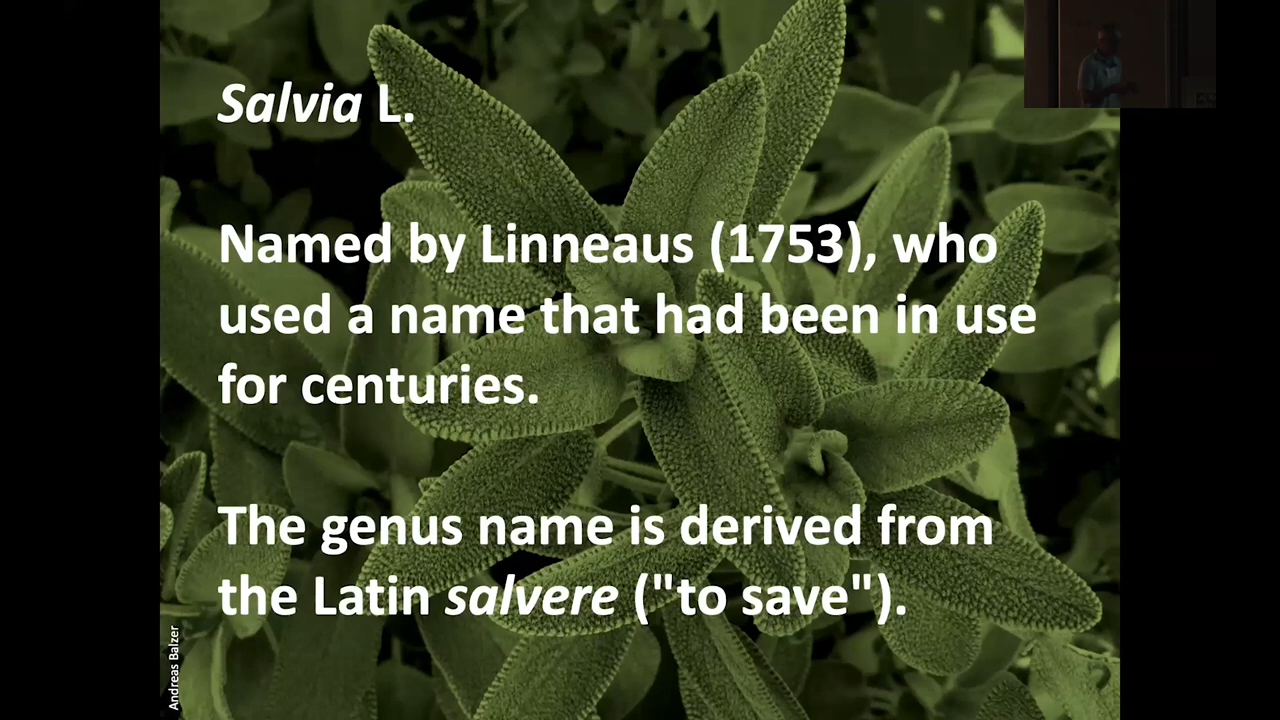 Salvia L.
Named by Linneaus (1753), who
used a name that had been in use
for centuries.
The genus name is derived from
the Latin salvere ("to save").
Andreas Balzer